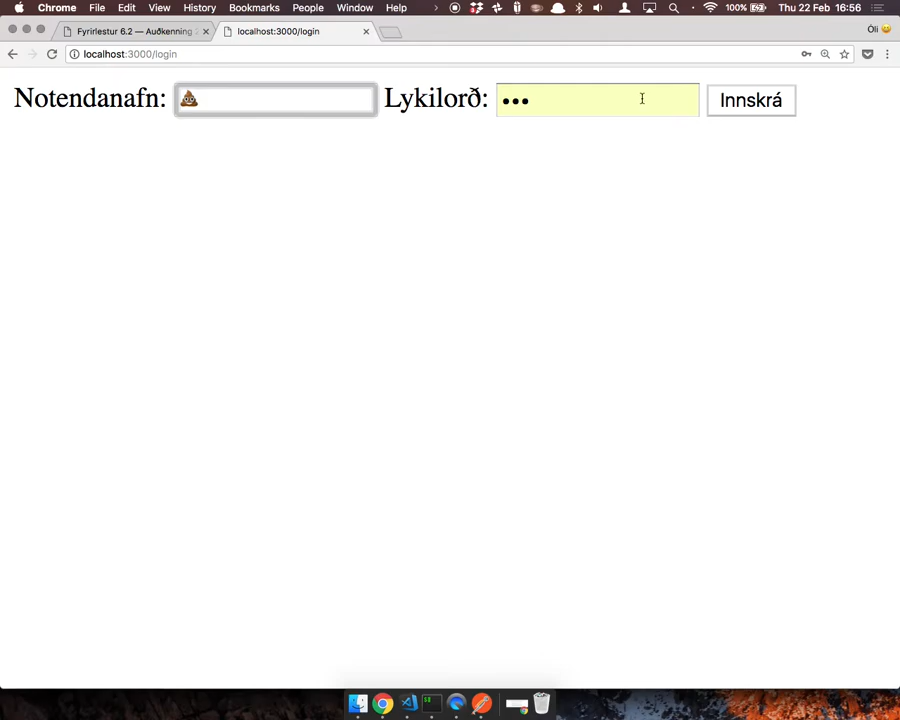 Chrome File Edit View History Bookmarks People Window Help 100% Thu 22 Feb 16:56
Fyrirlestur 6.2 — Auðkenning localhost:3000/login Óli 😀
localhost:3000/login
Notendanafn: 💩 Lykilorð: ••• Innskrá